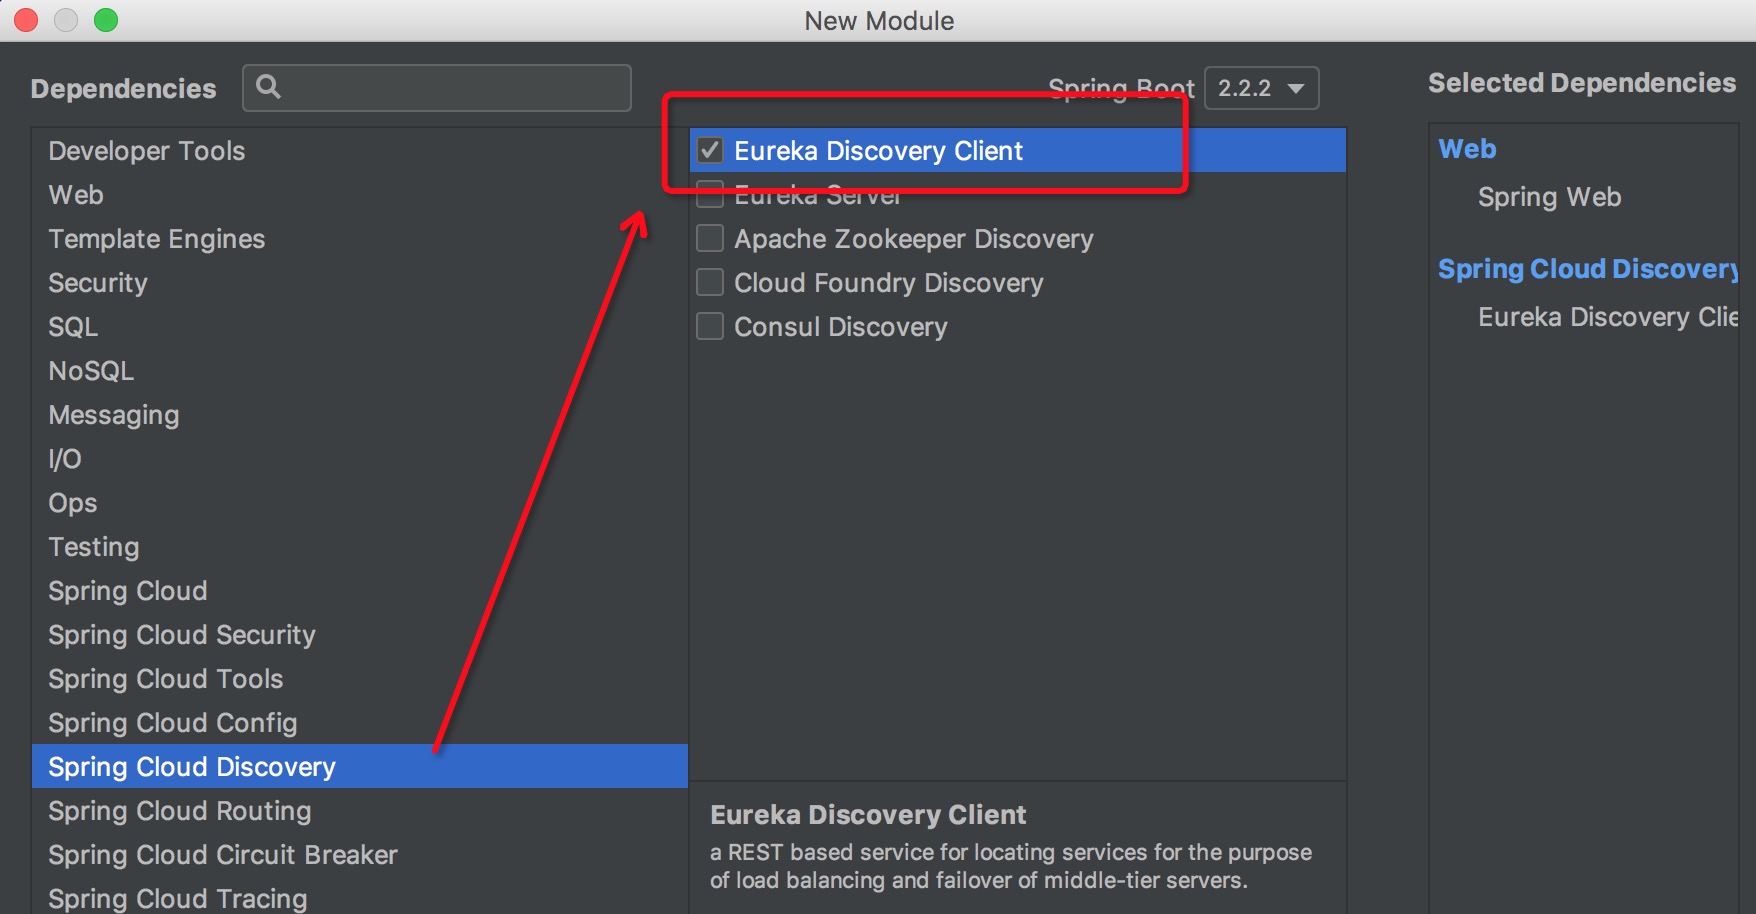 New Module
Dependencies
Spring Boot 2.2.2
Selected Dependencies
Developer Tools
Web
Template Engines
Security
SQL
NoSQL
Messaging
I/O
Ops
Testing
Spring Cloud
Spring Cloud Security
Spring Cloud Tools
Spring Cloud Config
Spring Cloud Discovery
Spring Cloud Routing
Spring Cloud Circuit Breaker
Spring Cloud Tracing
Eureka Discovery Client
Eureka Server
Apache Zookeeper Discovery
Cloud Foundry Discovery
Consul Discovery
Eureka Discovery Client
a REST based service for locating services for the purpose
of load balancing and failover of middle-tier servers.
Web
Spring Web
Spring Cloud Discovery
Eureka Discovery Clie